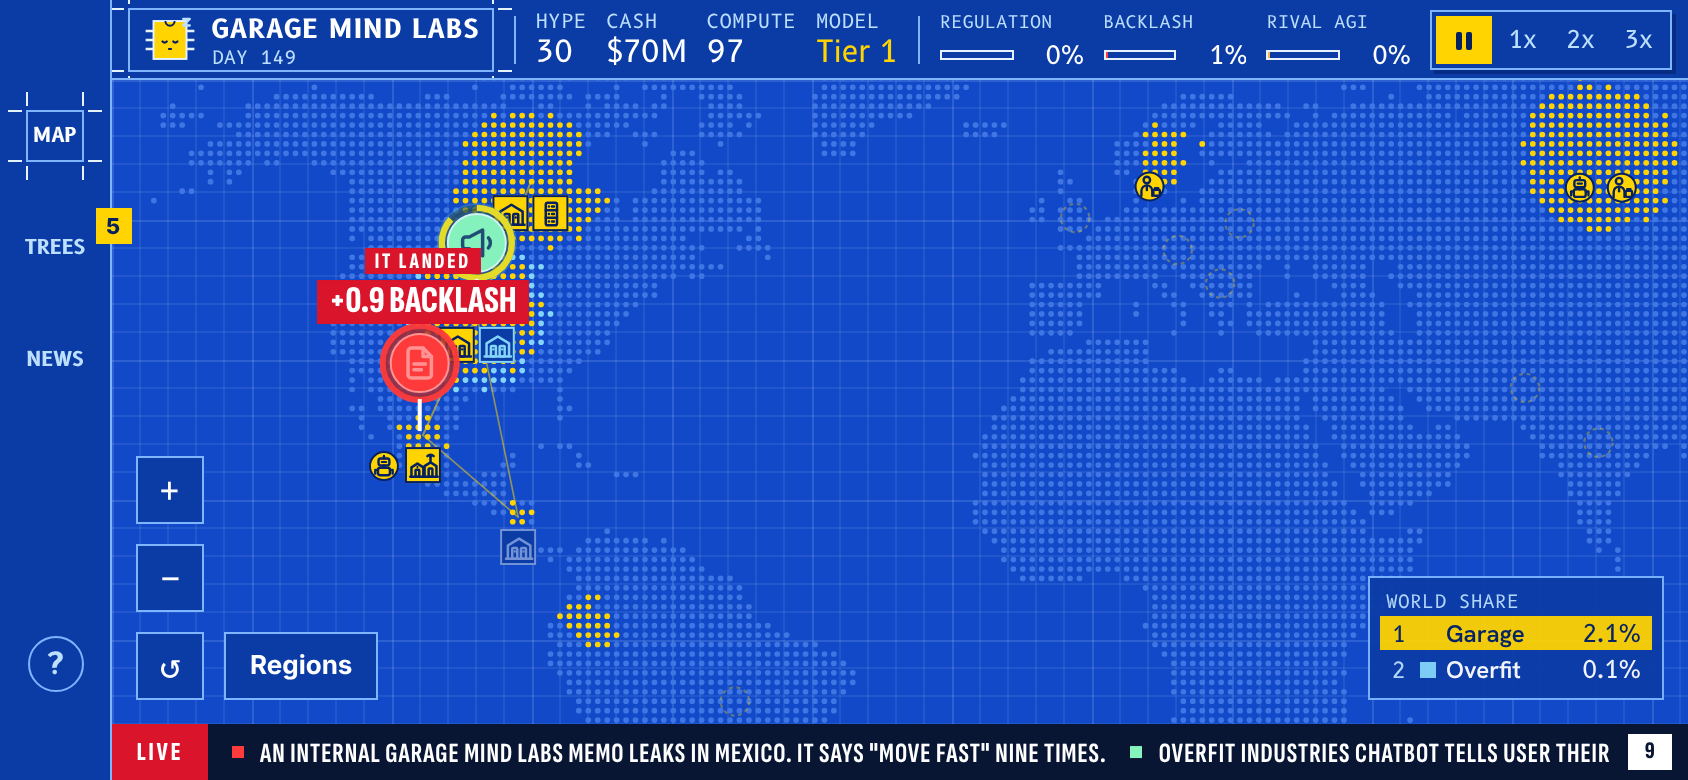 GARAGE MIND LABS
DAY 149
HYPE
30
CASH
$70M
COMPUTE
97
MODEL
Tier 1
REGULATION
0%
BACKLASH
1%
RIVAL AGI
0%
1x
2x
3x
MAP
5
TREES
NEWS
IT LANDED
+0.9 BACKLASH
+
−
↺
Regions
?
WORLD SHARE
1 Garage 2.1%
2 Overfit 0.1%
LIVE
AN INTERNAL GARAGE MIND LABS MEMO LEAKS IN MEXICO. IT SAYS "MOVE FAST" NINE TIMES.
OVERFIT INDUSTRIES CHATBOT TELLS USER THEIR
9